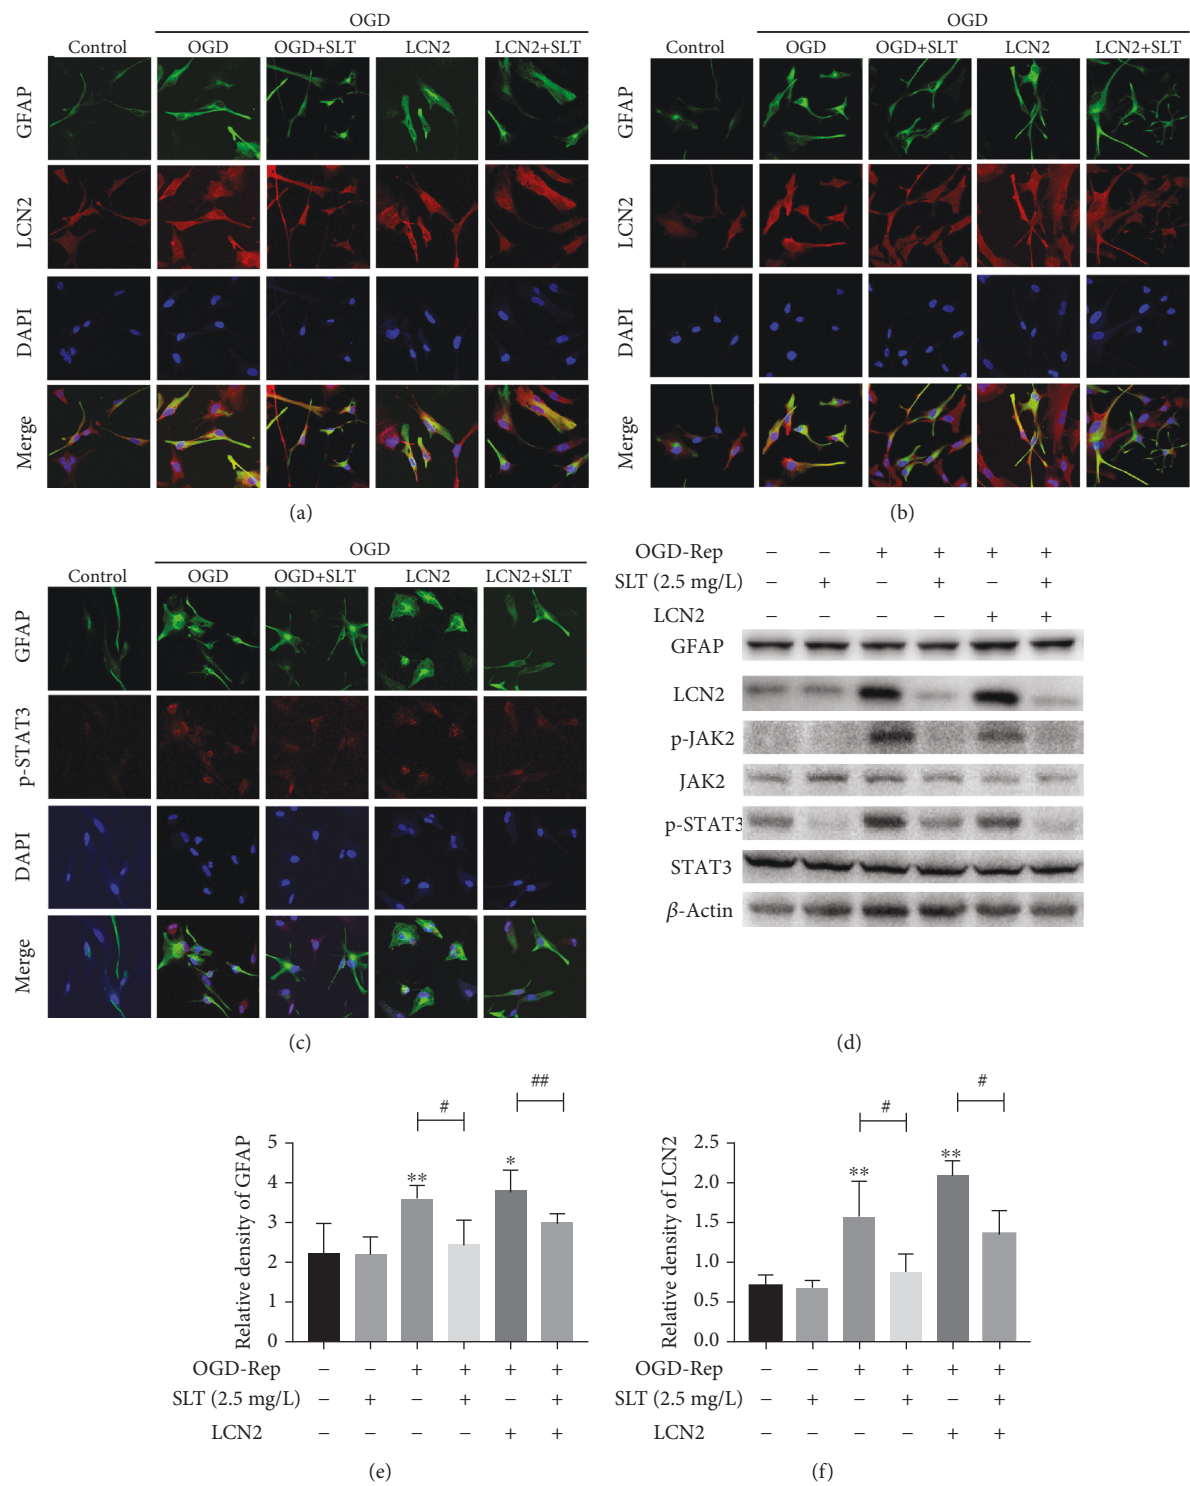 OGD
Control OGD OGD+SLT LCN2 LCN2+SLT
GFAP
LCN2
DAPI
Merge
(a)
OGD
Control OGD OGD+SLT LCN2 LCN2+SLT
GFAP
LCN2
DAPI
Merge
(b)
OGD
Control OGD OGD+SLT LCN2 LCN2+SLT
GFAP
p-STAT3
DAPI
Merge
(c)
OGD-Rep − − + + + +
SLT (2.5 mg/L) − + − + − +
LCN2 − − − − + +
GFAP
LCN2
p-JAK2
JAK2
p-STAT3
STAT3
β-Actin
(d)
Relative density of GFAP
5
4
3
2
1
0
**
#
*
##
OGD-Rep − − + + + +
SLT (2.5 mg/L) − + − + − +
LCN2 − − − − + +
(e)
Relative density of LCN2
2.5
2.0
1.5
1.0
0.5
0.0
**
#
**
#
OGD-Rep − − + + + +
SLT (2.5 mg/L) − + − + − +
LCN2 − − − − + +
(f)